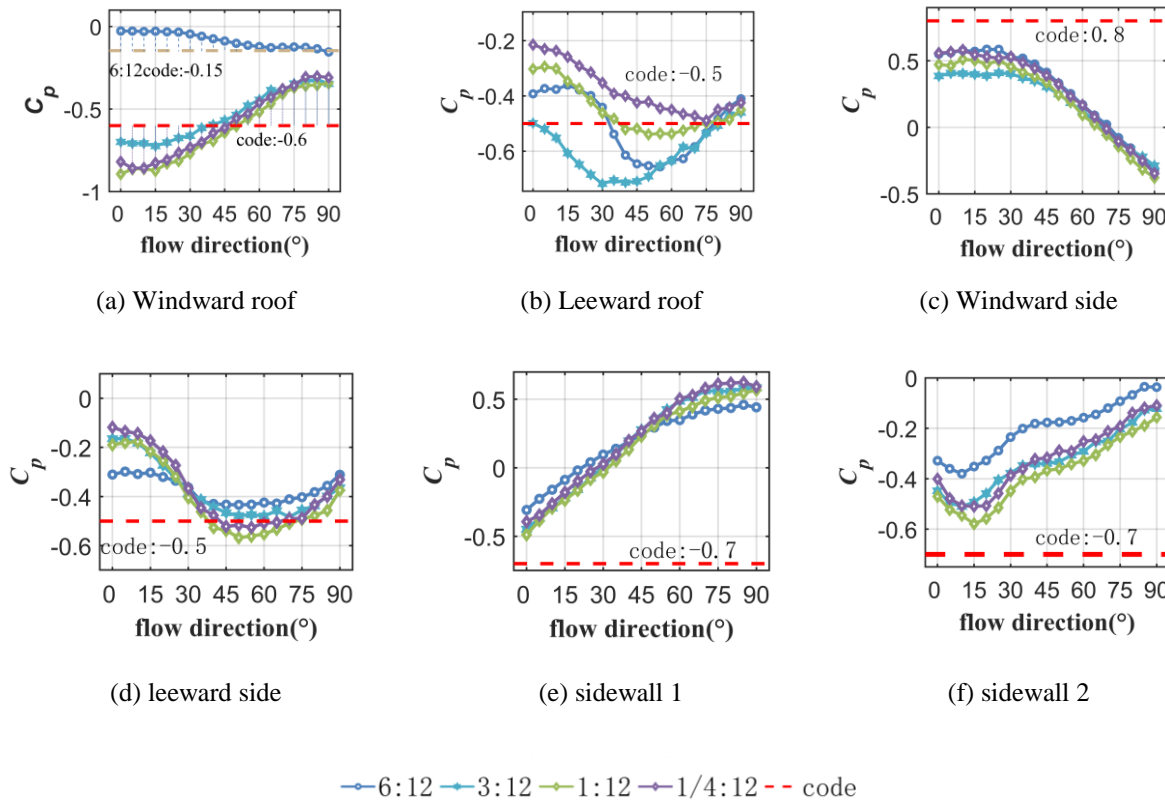 0
-0.5
-1
C_p
6:12code:-0.15
code:-0.6
0 15 30 45 60 75 90
flow direction(°)
(a) Windward roof
-0.2
-0.4
-0.6
C_p
code:-0.5
0 15 30 45 60 75 90
flow direction(°)
(b) Leeward roof
0.5
0
-0.5
C_p
code:0.8
0 15 30 45 60 75 90
flow direction(°)
(c) Windward side
0
-0.2
-0.4
-0.6
C_p
code:-0.5
0 15 30 45 60 75 90
flow direction(°)
(d) leeward side
0.5
0
-0.5
C_p
code:-0.7
0 15 30 45 60 75 90
flow direction(°)
(e) sidewall 1
0
-0.2
-0.4
-0.6
C_p
code:-0.7
0 15 30 45 60 75 90
flow direction(°)
(f) sidewall 2
6:12 3:12 1:12 1/4:12 code